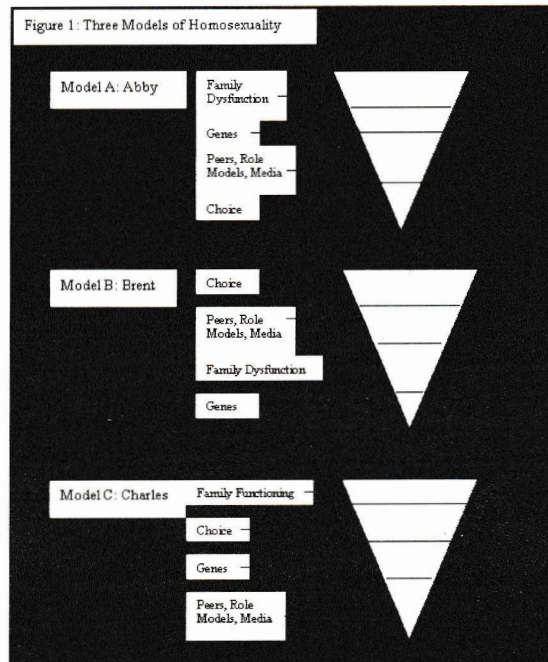 Figure 1: Three Models of Homosexuality
Model A: Abby
Family
Dysfunction
Genes
Peers, Role
Models, Media
Choice
Model B: Brent
Choice
Peers, Role
Models, Media
Family Dysfunction
Genes
Model C: Charles
Family Functioning
Choice
Genes
Peers, Role
Models, Media